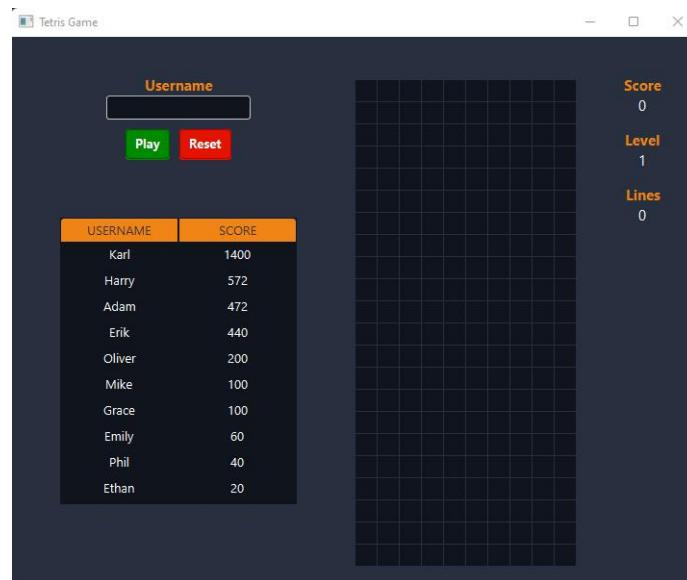 Tetris Game
Username
Play Reset
USERNAME SCORE
Karl 1400
Harry 572
Adam 472
Erik 440
Oliver 200
Mike 100
Grace 100
Emily 60
Phil 40
Ethan 20
Score
0
Level
1
Lines
0